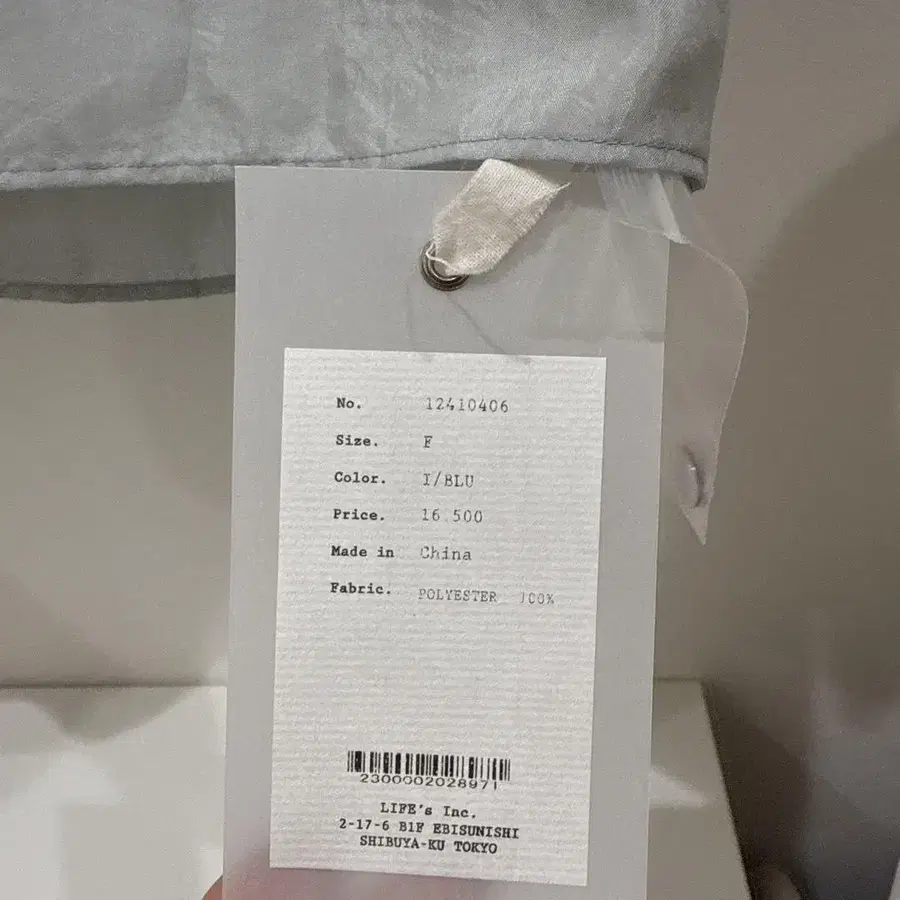 No. 12410406
Size. F
Color. I/BLU
Price. 16.500
Made in China
Fabric. POLYESTER 100%
2300002028971
LIFE's Inc.
2-17-6 B1F EBISUNISHI
SHIBUYA-KU TOKYO